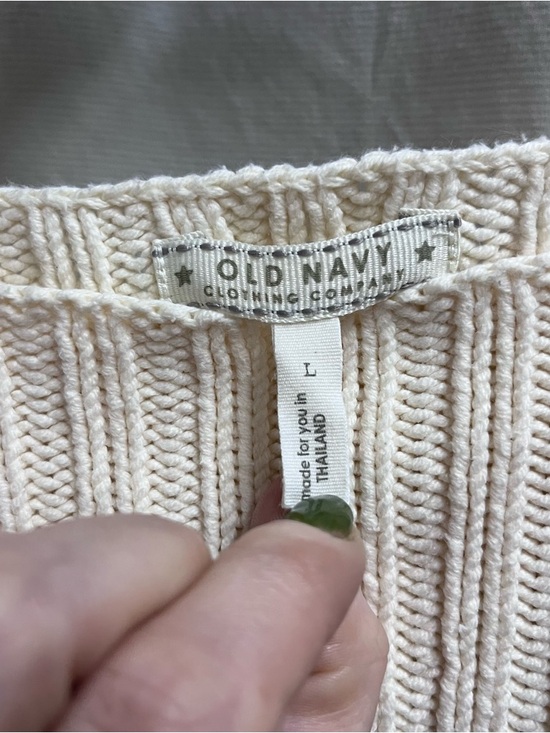 ★ OLD NAVY ★
CLOTHING COMPANY
L
made for you in
THAILAND